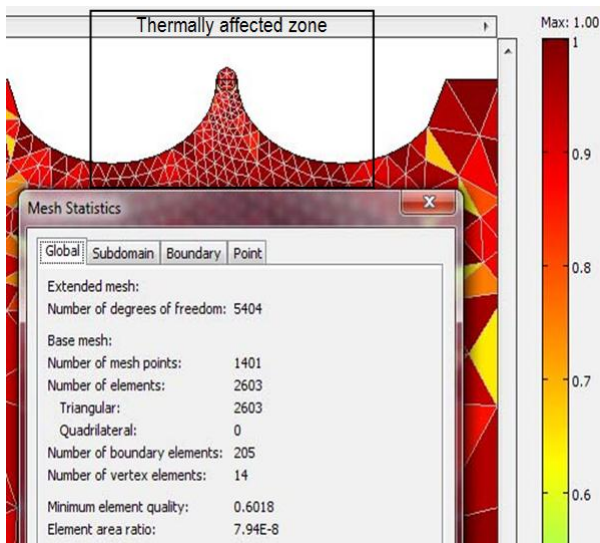 Thermally affected zone
Max: 1.00
1
0.9
0.8
0.7
0.6
Mesh Statistics
Global Subdomain Boundary Point
Extended mesh:
Number of degrees of freedom: 5404
Base mesh:
Number of mesh points: 1401
Number of elements: 2603
Triangular: 2603
Quadrilateral: 0
Number of boundary elements: 205
Number of vertex elements: 14
Minimum element quality: 0.6018
Element area ratio: 7.94E-8